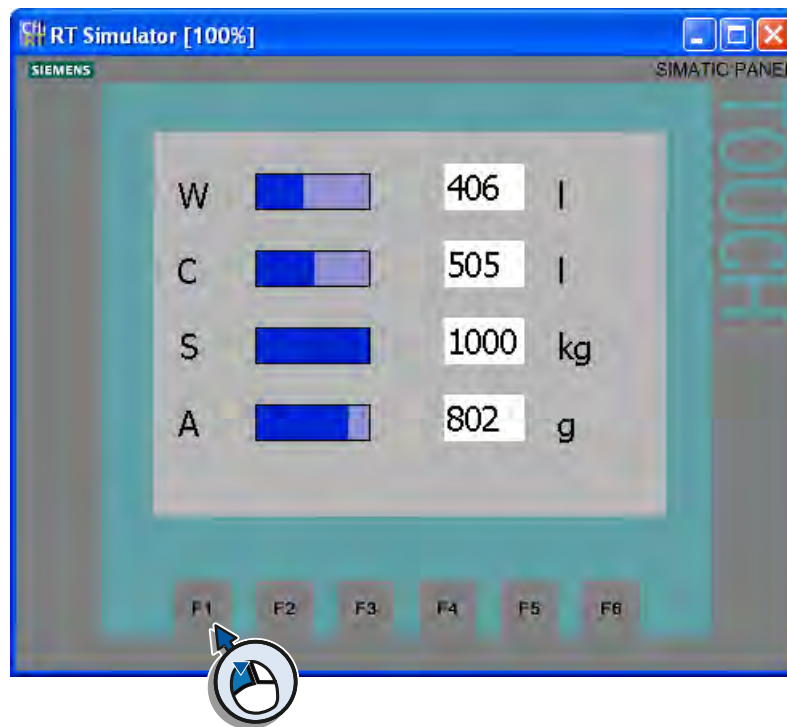 RT Simulator [100%]
SIEMENS
SIMATIC PANEL
TOUCH
W 406 l
C 505 l
S 1000 kg
A 802 g
F1 F2 F3 F4 F5 F6